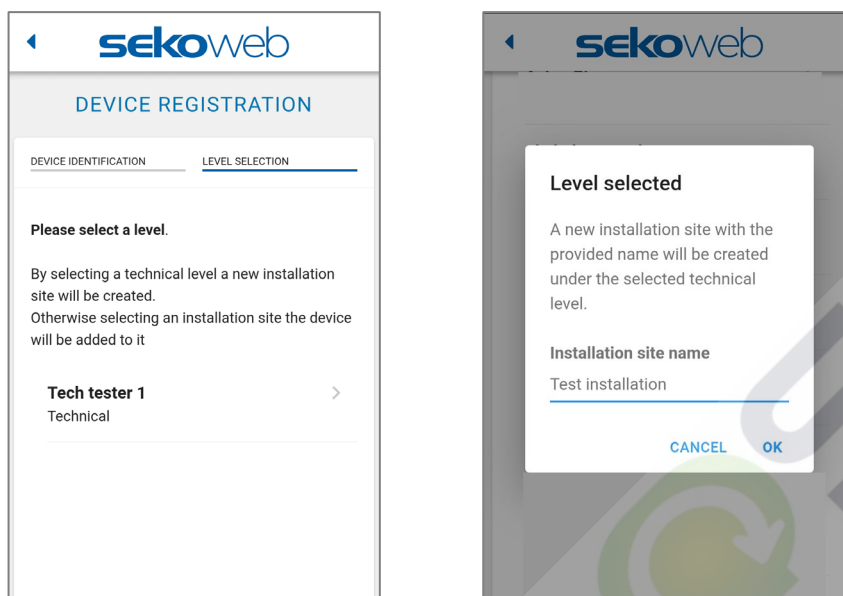 sekoweb
DEVICE REGISTRATION
DEVICE IDENTIFICATION
LEVEL SELECTION
Please select a level.
By selecting a technical level a new installation
site will be created.
Otherwise selecting an installation site the device
will be added to it
Tech tester 1
Technical
sekoweb
Level selected
A new installation site with the
provided name will be created
under the selected technical
level.
Installation site name
Test installation
CANCEL OK